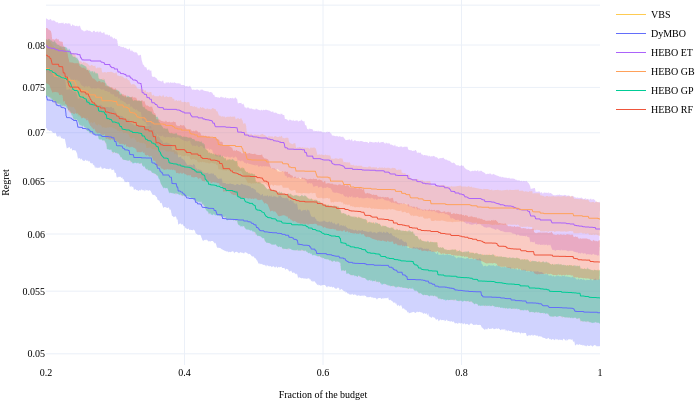 0.08
0.075
0.07
0.065
0.06
0.055
0.05
Regret
0.2
0.4
0.6
0.8
1
Fraction of the budget
VBS
DyMBO
HEBO ET
HEBO GB
HEBO GP
HEBO RF